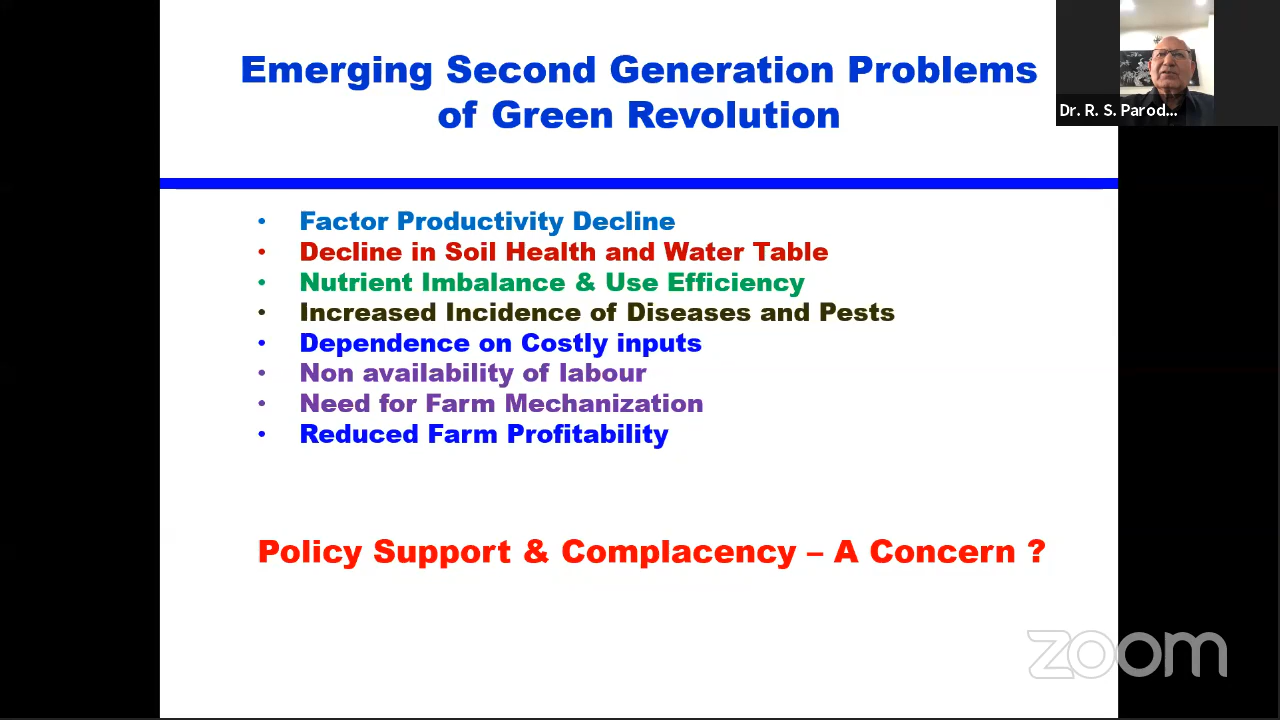 Emerging Second Generation Problems
of Green Revolution
Dr. R. S. Parod...
• Factor Productivity Decline
• Decline in Soil Health and Water Table
• Nutrient Imbalance & Use Efficiency
• Increased Incidence of Diseases and Pests
• Dependence on Costly inputs
• Non availability of labour
• Need for Farm Mechanization
• Reduced Farm Profitability
Policy Support & Complacency – A Concern ?
zoom